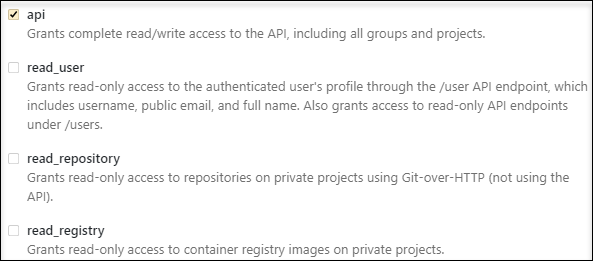 api
Grants complete read/write access to the API, including all groups and projects.
read_user
Grants read-only access to the authenticated user's profile through the /user API endpoint, which
includes username, public email, and full name. Also grants access to read-only API endpoints
under /users.
read_repository
Grants read-only access to repositories on private projects using Git-over-HTTP (not using the
API).
read_registry
Grants read-only access to container registry images on private projects.